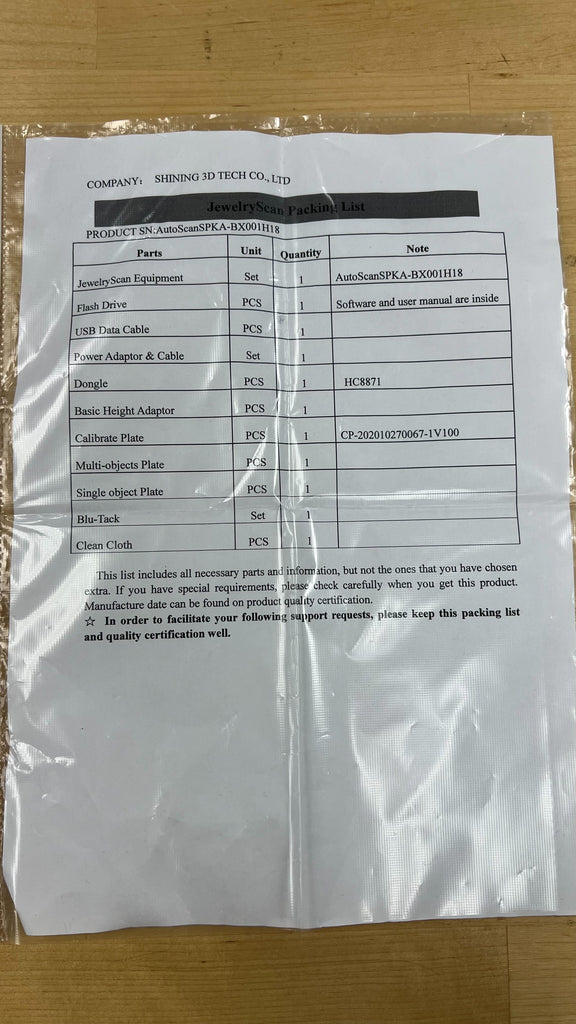 COMPANY: SHINING 3D TECH CO., LTD
JewelryScan Packing List
PRODUCT SN:AutoScanSPKA-BX001H18
Parts Unit Quantity Note
JewelryScan Equipment Set 1 AutoScanSPKA-BX001H18
Flash Drive PCS 1 Software and user manual are inside
USB Data Cable PCS 1
Power Adaptor & Cable Set 1
Dongle PCS 1 HC8871
Basic Height Adaptor PCS 1
Calibrate Plate PCS 1 CP-202010270067-1V100
Multi-objects Plate PCS 1
Single object Plate PCS 1
Blu-Tack Set 1
Clean Cloth PCS 1
This list includes all necessary parts and information, but not the ones that you have chosen
extra. If you have special requirements, please check carefully when you get this product.
Manufacture date can be found on product quality certification.
☆ In order to facilitate your following support requests, please keep this packing list
and quality certification well.